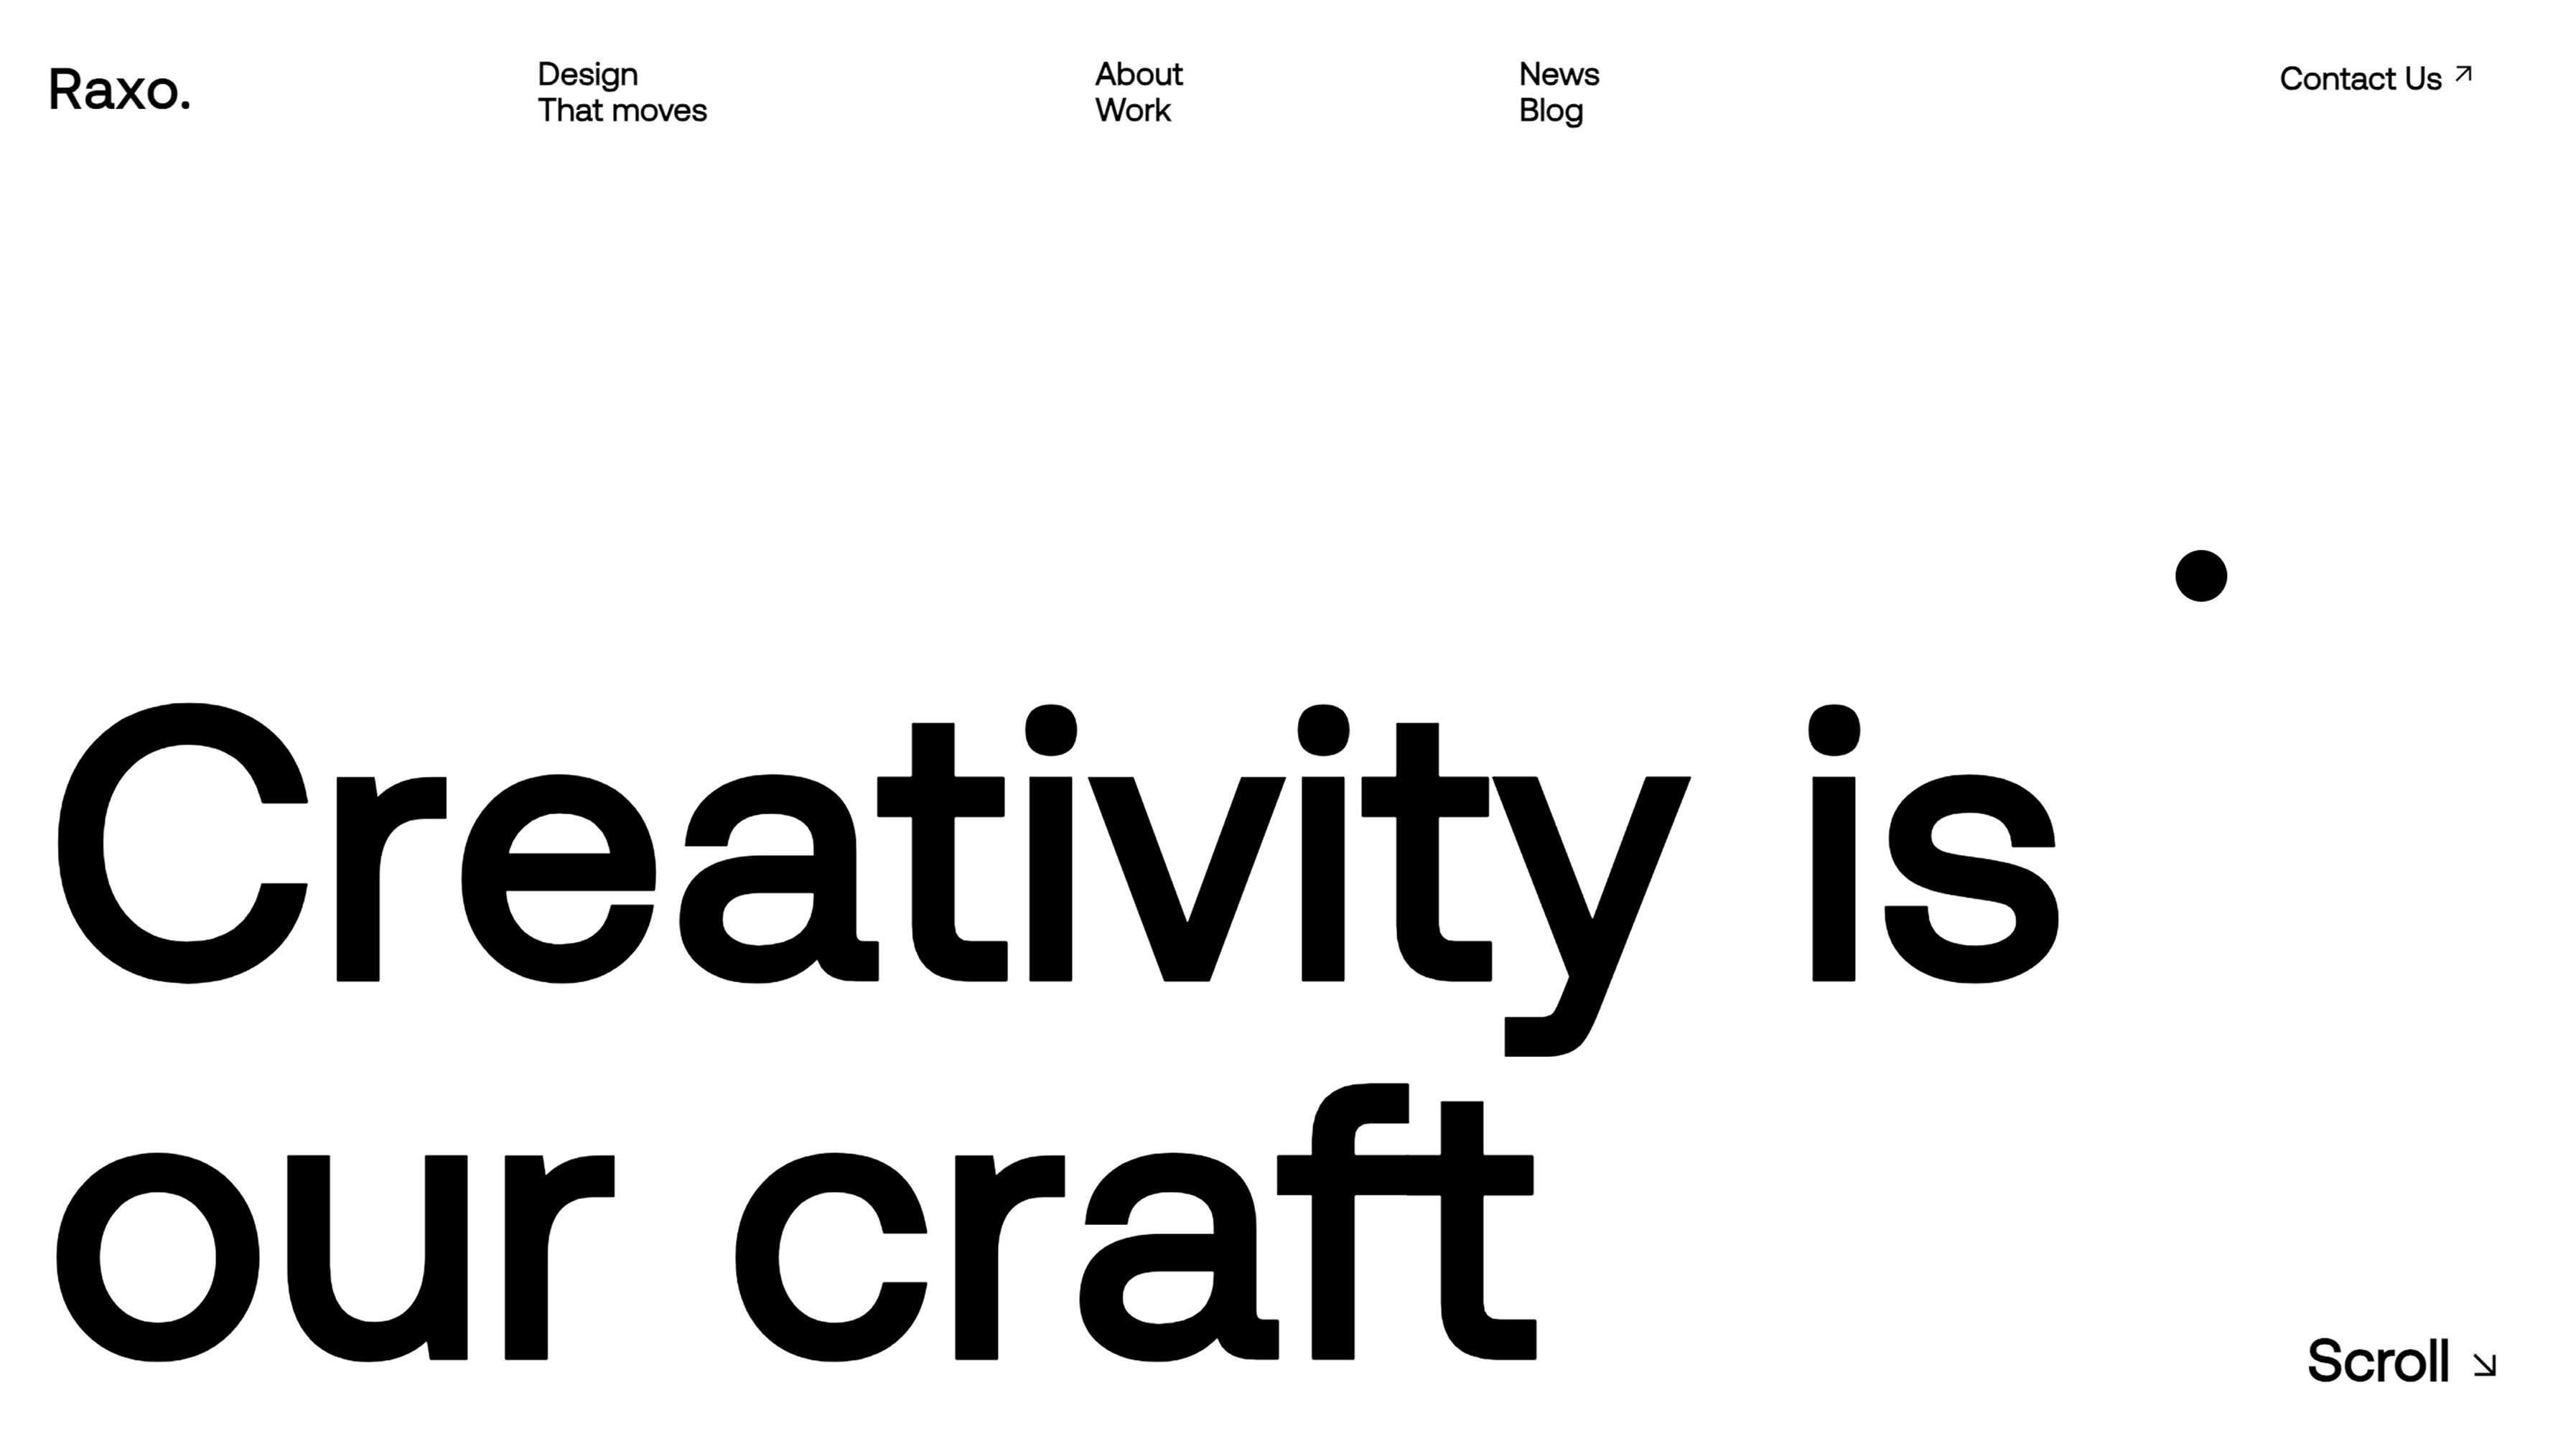 Raxo.
Design
That moves
About
Work
News
Blog
Contact Us ↗
Creativity is
our craft
Scroll ↘